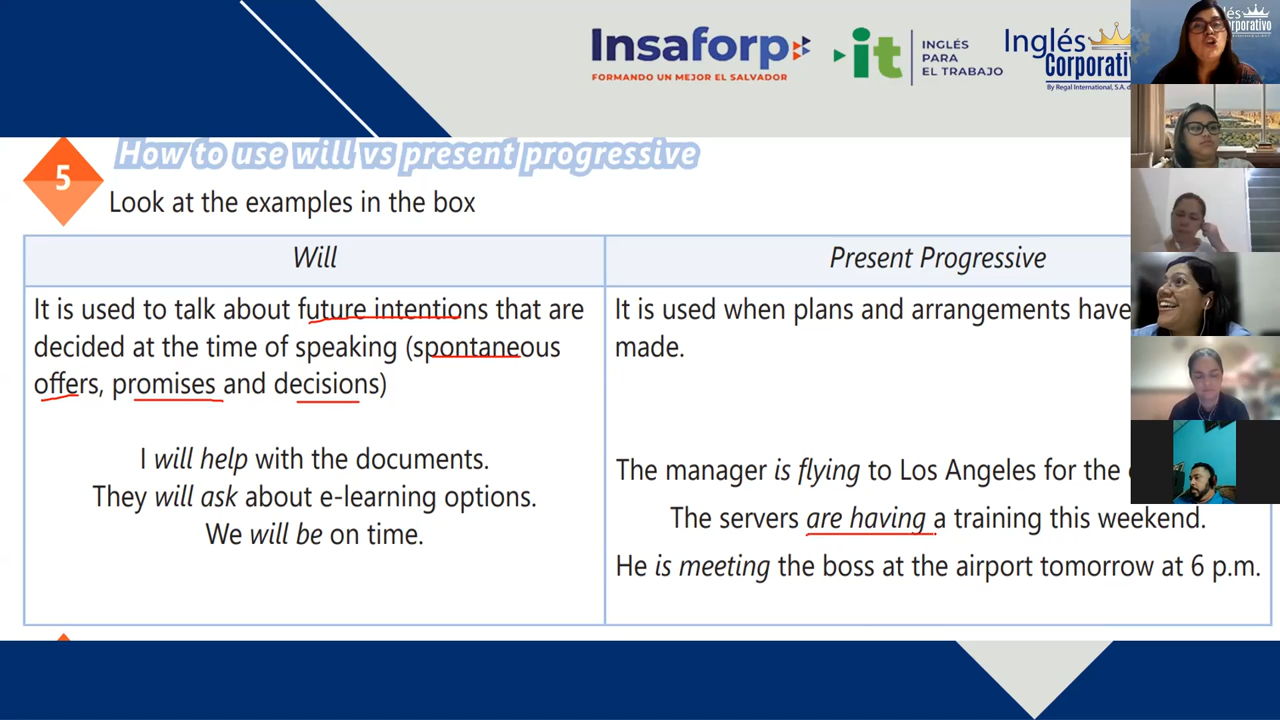 Insaforp
FORMANDO UN MEJOR EL SALVADOR
it
INGLÉS
PARA
EL TRABAJO
Inglés
Corporativo
By Regal International, S.A. d
lés
orporativo
5
How to use will vs present progressive
Look at the examples in the box
Will
Present Progressive
It is used to talk about future intentions that are
decided at the time of speaking (spontaneous
offers, promises and decisions)
I will help with the documents.
They will ask about e-learning options.
We will be on time.
It is used when plans and arrangements have
made.
The manager is flying to Los Angeles for the
The servers are having a training this weekend.
He is meeting the boss at the airport tomorrow at 6 p.m.